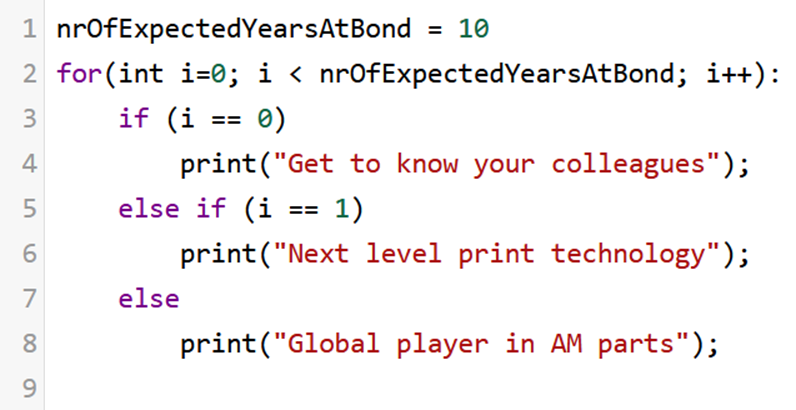 1 nrOfExpectedYearsAtBond = 10
2 for(int i=0; i < nrOfExpectedYearsAtBond; i++):
3     if (i == 0)
4         print("Get to know your colleagues");
5     else if (i == 1)
6         print("Next level print technology");
7     else
8         print("Global player in AM parts");
9